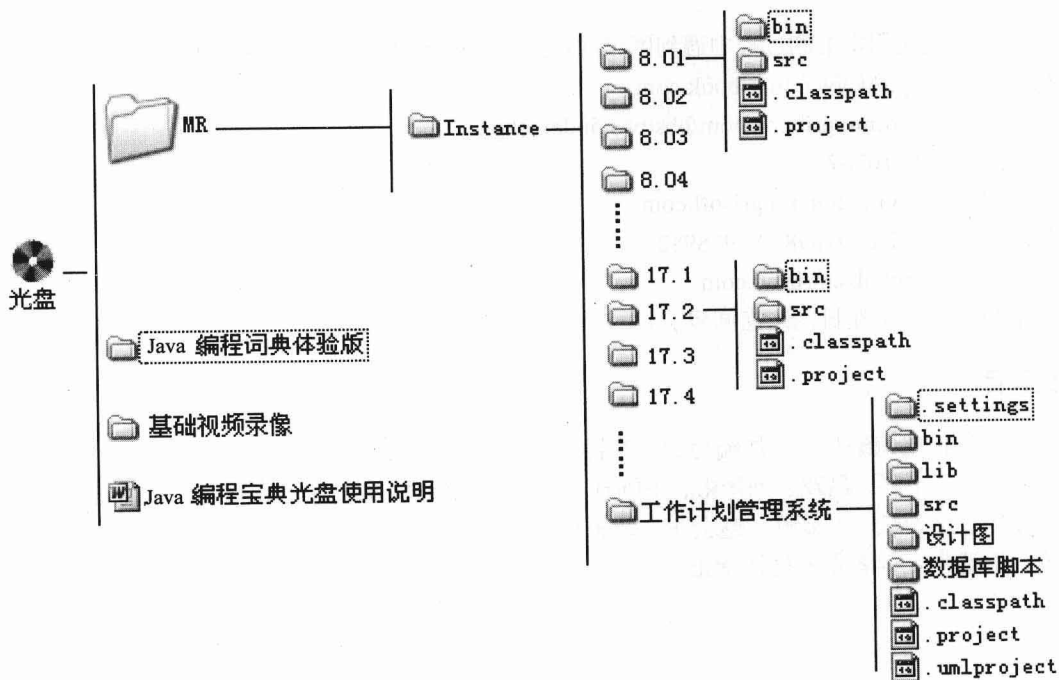 光盘
MR
Java 编程词典体验版
基础视频录像
Java 编程宝典光盘使用说明
Instance
8.01
8.02
8.03
8.04
17.1
17.2
17.3
17.4
工作计划管理系统
bin
src
.classpath
.project
bin
src
.classpath
.project
.settings
bin
lib
src
设计图
数据库脚本
.classpath
.project
.umlproject